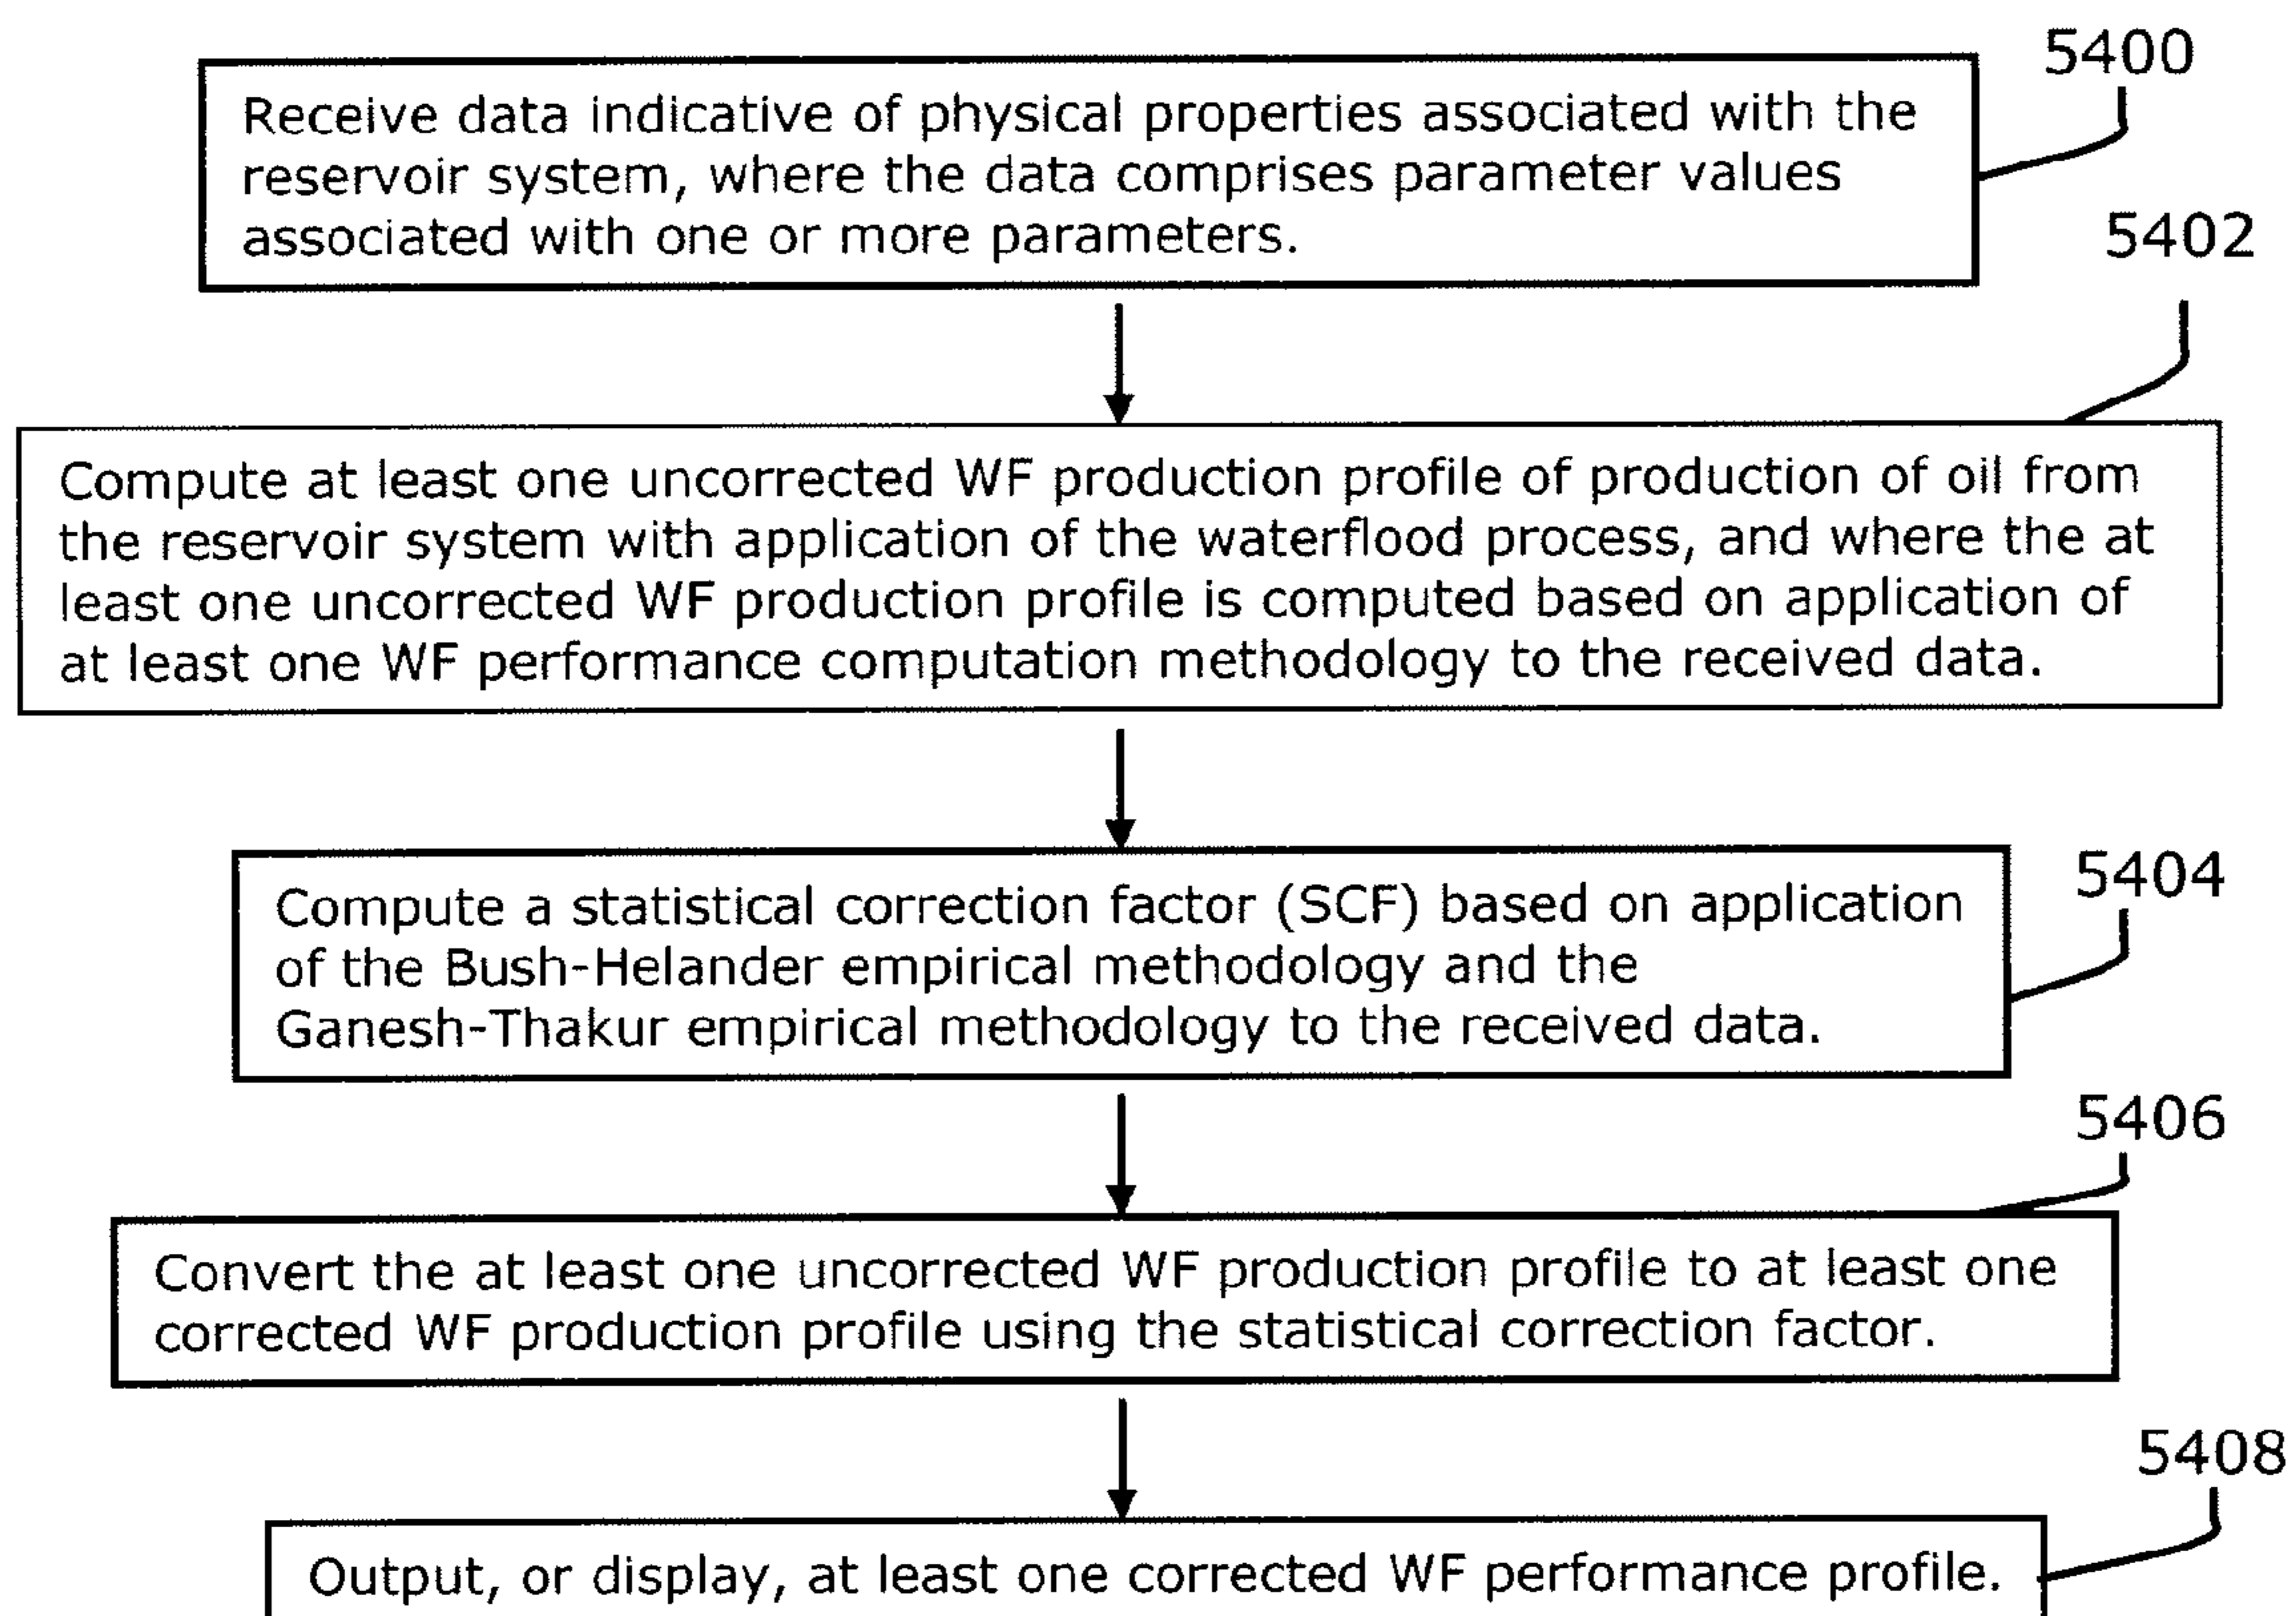 5400
Receive data indicative of physical properties associated with the
reservoir system, where the data comprises parameter values
associated with one or more parameters.
5402
Compute at least one uncorrected WF production profile of production of oil from
the reservoir system with application of the waterflood process, and where the at
least one uncorrected WF production profile is computed based on application of
at least one WF performance computation methodology to the received data.
5404
Compute a statistical correction factor (SCF) based on application
of the Bush-Helander empirical methodology and the
Ganesh-Thakur empirical methodology to the received data.
5406
Convert the at least one uncorrected WF production profile to at least one
corrected WF production profile using the statistical correction factor.
5408
Output, or display, at least one corrected WF performance profile.